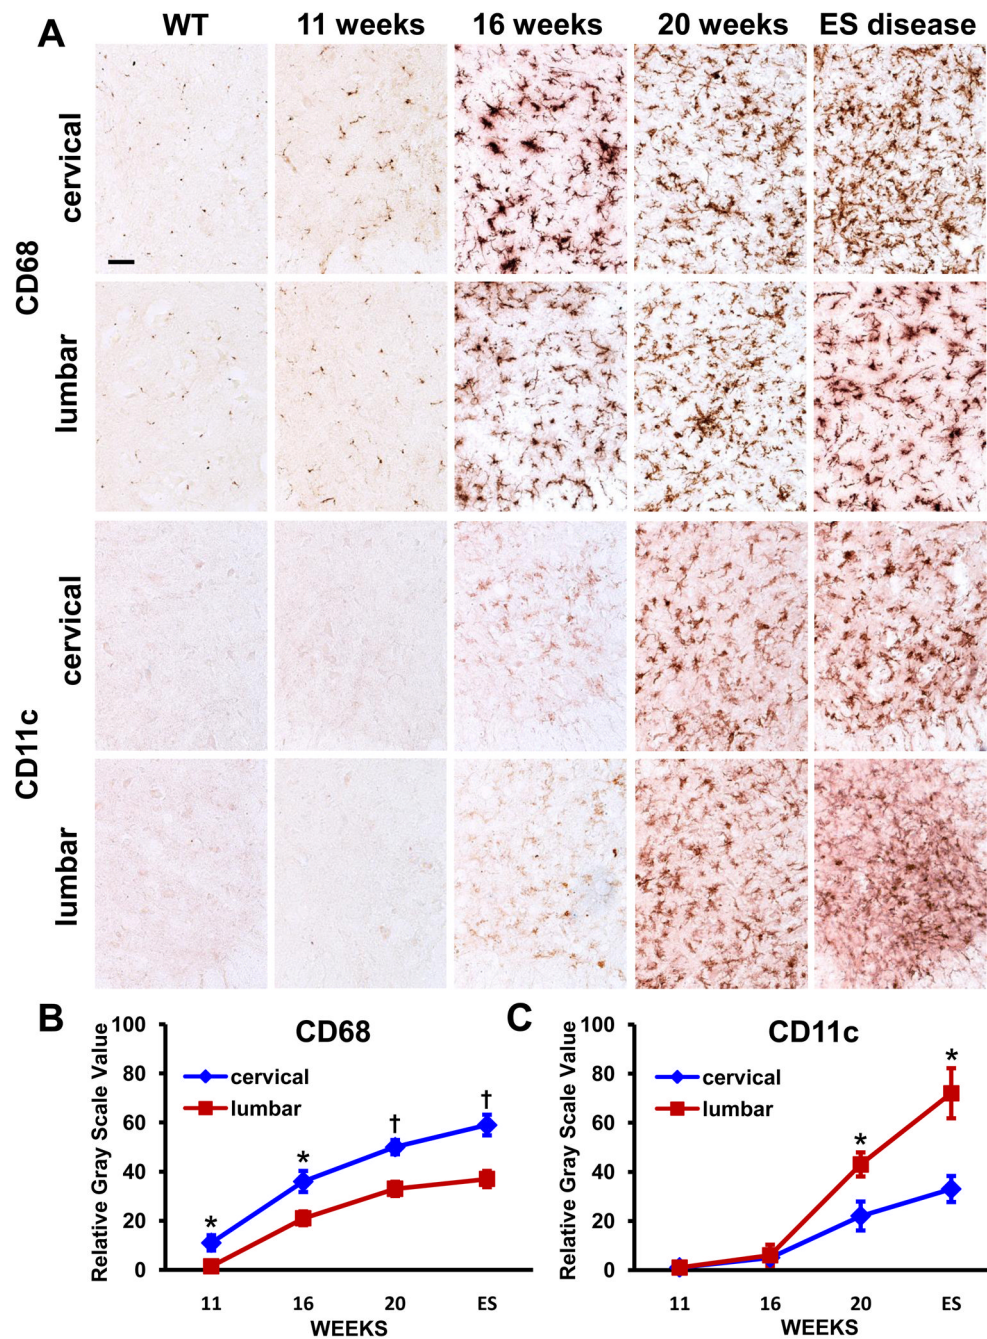 A
WT 11 weeks 16 weeks 20 weeks ES disease
CD68
cervical
lumbar
CD11c
cervical
lumbar
B
CD68
Relative Gray Scale Value
100
80
60
40
20
0
cervical
lumbar
*
*
†
†
11 16 20 ES
WEEKS
C
CD11c
Relative Gray Scale Value
100
80
60
40
20
0
cervical
lumbar
*
*
11 16 20 ES
WEEKS